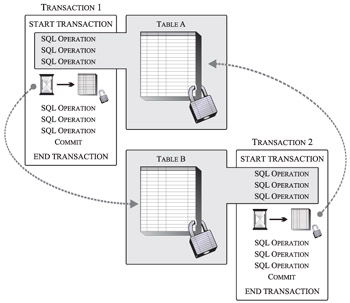 TRANSACTION 1
START TRANSACTION
SQL OPERATION
SQL OPERATION
SQL OPERATION
SQL OPERATION
SQL OPERATION
SQL OPERATION
COMMIT
END TRANSACTION
TABLE A
TABLE B
TRANSACTION 2
START TRANSACTION
SQL OPERATION
SQL OPERATION
SQL OPERATION
SQL OPERATION
SQL OPERATION
SQL OPERATION
COMMIT
END TRANSACTION